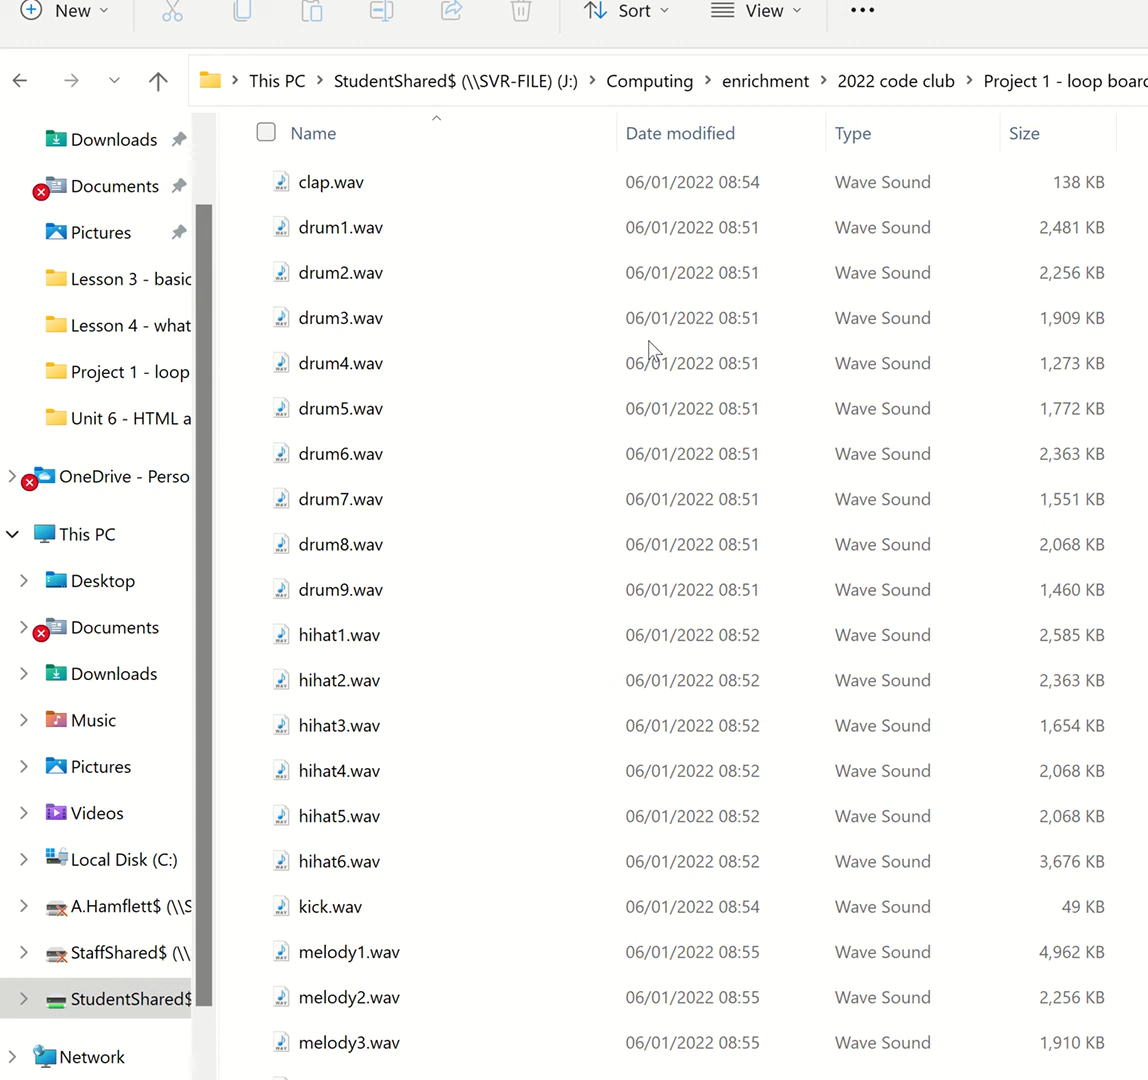 New Sort View •••
This PC > StudentShared$ (\\SVR-FILE) (J:) > Computing > enrichment > 2022 code club > Project 1 - loop board
Downloads
Documents
Pictures
Lesson 3 - basic
Lesson 4 - what
Project 1 - loop
Unit 6 - HTML a
OneDrive - Perso
This PC
Desktop
Documents
Downloads
Music
Pictures
Videos
Local Disk (C:)
A.Hamflett$ (\\S
StaffShared$ (\\
StudentShared$
Network
Name Date modified Type Size
clap.wav 06/01/2022 08:54 Wave Sound 138 KB
drum1.wav 06/01/2022 08:51 Wave Sound 2,481 KB
drum2.wav 06/01/2022 08:51 Wave Sound 2,256 KB
drum3.wav 06/01/2022 08:51 Wave Sound 1,909 KB
drum4.wav 06/01/2022 08:51 Wave Sound 1,273 KB
drum5.wav 06/01/2022 08:51 Wave Sound 1,772 KB
drum6.wav 06/01/2022 08:51 Wave Sound 2,363 KB
drum7.wav 06/01/2022 08:51 Wave Sound 1,551 KB
drum8.wav 06/01/2022 08:51 Wave Sound 2,068 KB
drum9.wav 06/01/2022 08:51 Wave Sound 1,460 KB
hihat1.wav 06/01/2022 08:52 Wave Sound 2,585 KB
hihat2.wav 06/01/2022 08:52 Wave Sound 2,363 KB
hihat3.wav 06/01/2022 08:52 Wave Sound 1,654 KB
hihat4.wav 06/01/2022 08:52 Wave Sound 2,068 KB
hihat5.wav 06/01/2022 08:52 Wave Sound 2,068 KB
hihat6.wav 06/01/2022 08:52 Wave Sound 3,676 KB
kick.wav 06/01/2022 08:54 Wave Sound 49 KB
melody1.wav 06/01/2022 08:55 Wave Sound 4,962 KB
melody2.wav 06/01/2022 08:55 Wave Sound 2,256 KB
melody3.wav 06/01/2022 08:55 Wave Sound 1,910 KB